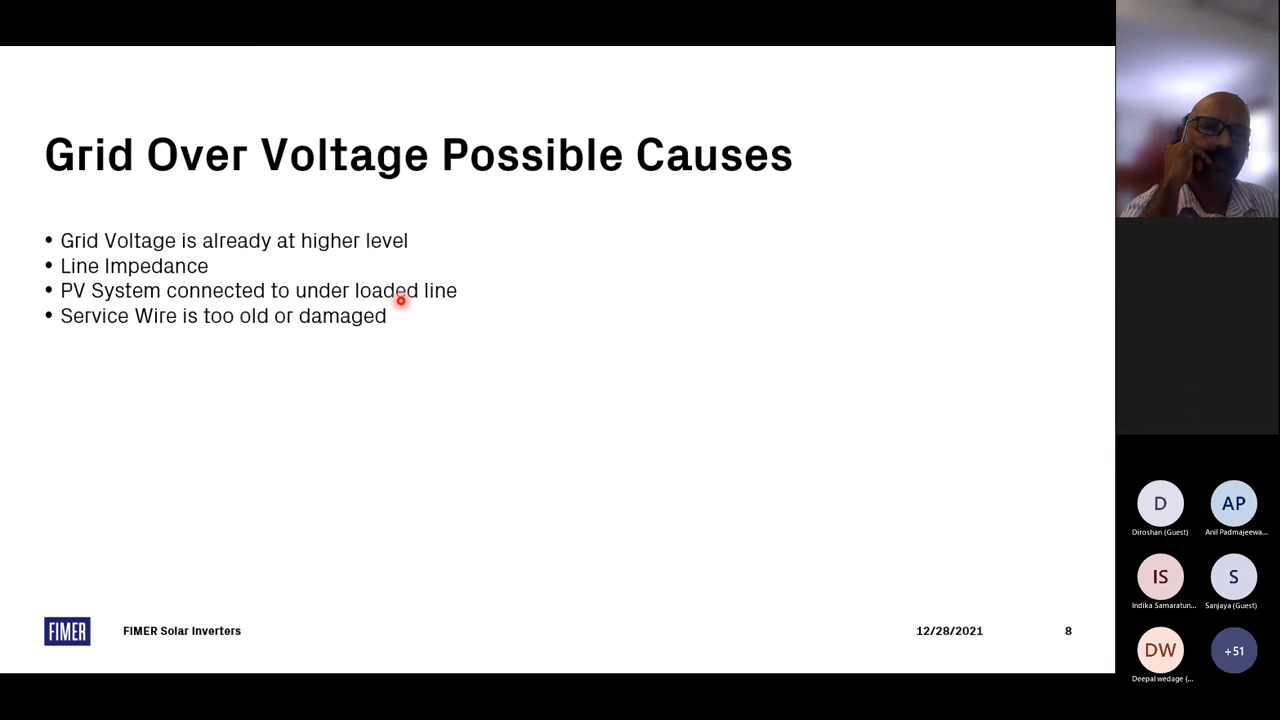 Grid Over Voltage Possible Causes
• Grid Voltage is already at higher level
• Line Impedance
• PV System connected to under loaded line
• Service Wire is too old or damaged
FIMER
FIMER Solar Inverters
12/28/2021
8
D
AP
Diroshan (Guest)
Anil Padmajeewa...
IS
S
Indika Samaratun...
Sanjaya (Guest)
DW
+51
Deepal wedage (...